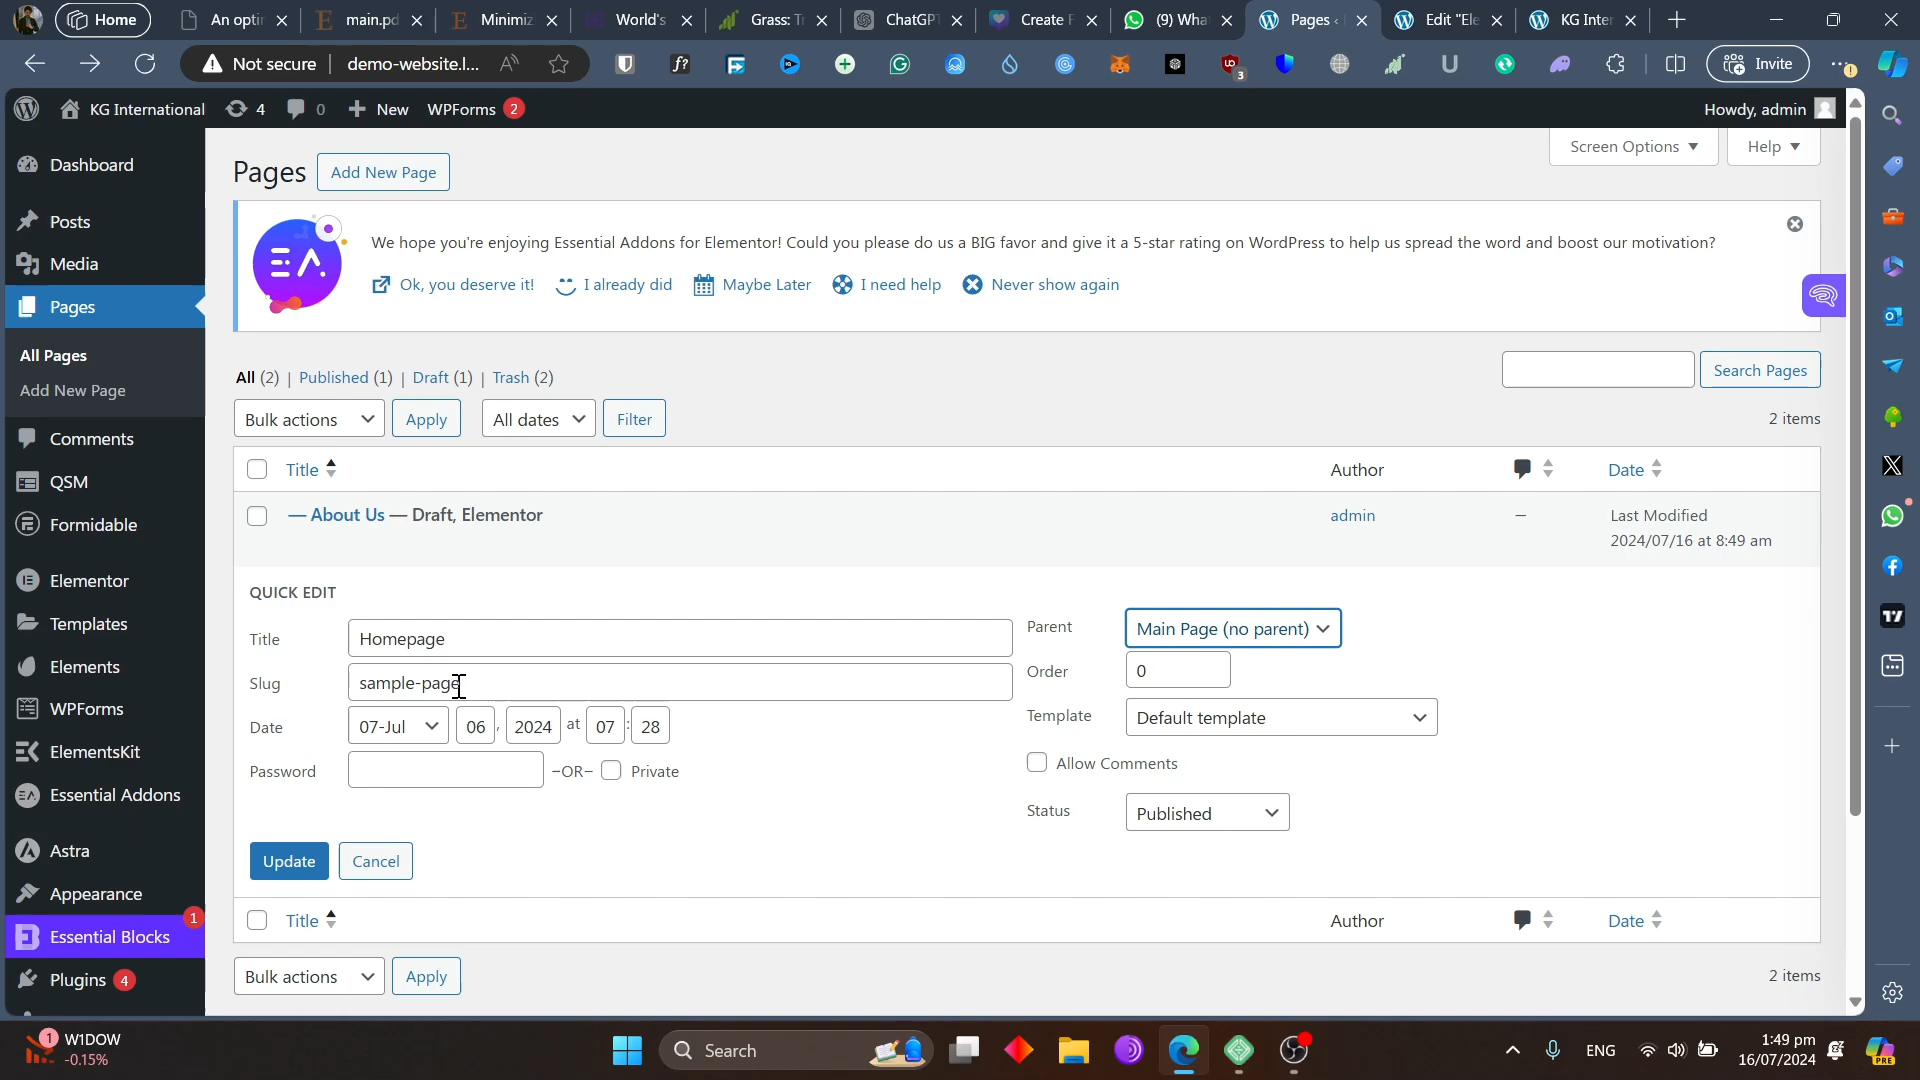 Home
An opti
main.pd
Minimiz
World's
Grass: T
ChatGP
Create F
(9) Wha
Pages ‹
Edit "Ele
KG Inter
Not secure
demo-website.l...
Invite
KG International
4
0
New
WPForms 2
Howdy, admin
Dashboard
Posts
Media
Pages
All Pages
Add New Page
Comments
QSM
Formidable
Elementor
Templates
Elements
WPForms
ElementsKit
Essential Addons
Astra
Appearance
Essential Blocks 1
Plugins 4
Screen Options
Help
Pages
Add New Page
We hope you're enjoying Essential Addons for Elementor! Could you please do us a BIG favor and give it a 5-star rating on WordPress to help us spread the word and boost our motivation?
Ok, you deserve it! I already did Maybe Later I need help Never show again
All (2) | Published (1) | Draft (1) | Trash (2)
Search Pages
Bulk actions Apply All dates Filter
2 items
Title Author Date
— About Us — Draft, Elementor admin — Last Modified
2024/07/16 at 8:49 am
QUICK EDIT
Title Homepage
Slug sample-page
Date 07-Jul 06 , 2024 at 07 : 28
Password –OR– Private
Parent Main Page (no parent)
Order 0
Template Default template
Allow Comments
Status Published
Update Cancel
Title Author Date
Bulk actions Apply
2 items
1 W1DOW
-0.15%
Search
ENG
1:49 pm
16/07/2024
PRE